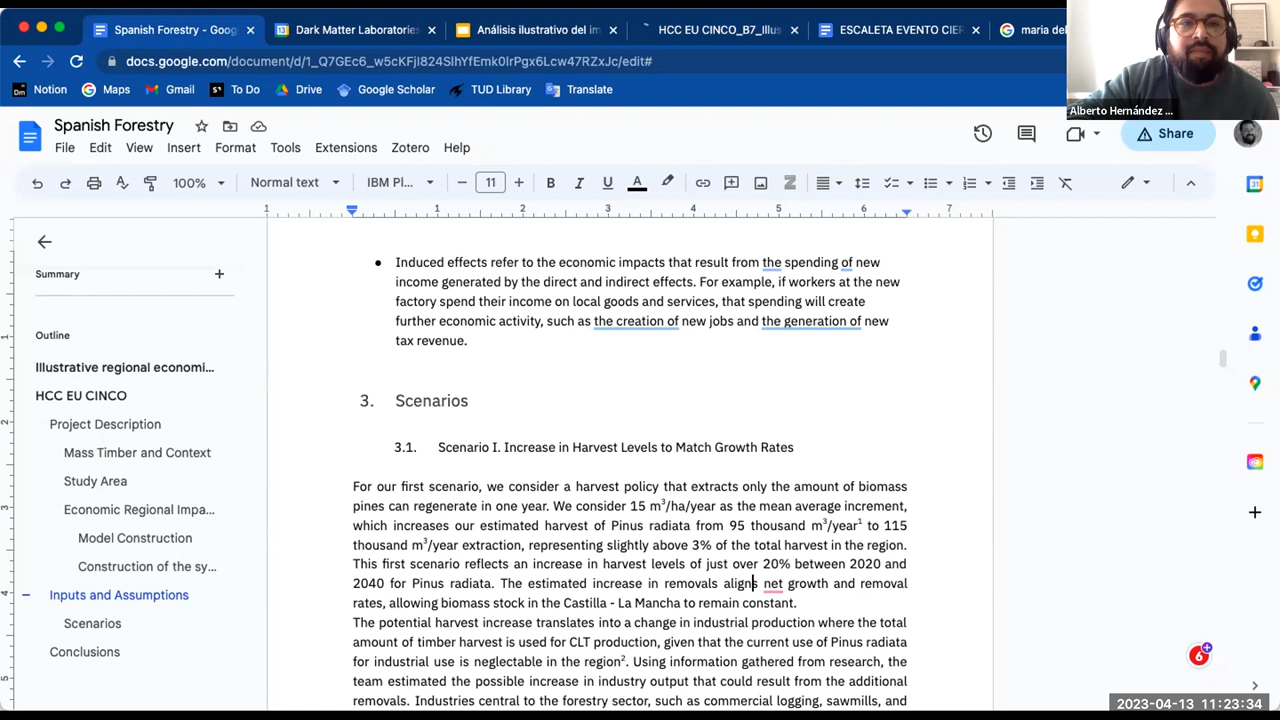 Spanish Forestry - Goog
Dark Matter Laboratories
Análisis ilustrativo del im
HCC EU CINCO_B7_Illus
ESCALETA EVENTO CIER
maria del
docs.google.com/document/d/1_Q7GEc6_w5cKFjI824SlhYfEmk0lrPgx6Lcw47RZxJc/edit#
Notion
Maps
Gmail
To Do
Drive
Google Scholar
TUD Library
Translate
Alberto Hernández ...
Spanish Forestry
File Edit View Insert Format Tools Extensions Zotero Help
Share
100% Normal text IBM Pl... 11
1 1 2 3 4 5 6 7
Summary
Outline
Illustrative regional economi...
HCC EU CINCO
Project Description
Mass Timber and Context
Study Area
Economic Regional Impa...
Model Construction
Construction of the sy...
Inputs and Assumptions
Scenarios
Conclusions
● Induced effects refer to the economic impacts that result from the spending of new
income generated by the direct and indirect effects. For example, if workers at the new
factory spend their income on local goods and services, that spending will create
further economic activity, such as the creation of new jobs and the generation of new
tax revenue.
3. Scenarios
3.1. Scenario I. Increase in Harvest Levels to Match Growth Rates
For our first scenario, we consider a harvest policy that extracts only the amount of biomass
pines can regenerate in one year. We consider 15 m³/ha/year as the mean average increment,
which increases our estimated harvest of Pinus radiata from 95 thousand m³/year¹ to 115
thousand m³/year extraction, representing slightly above 3% of the total harvest in the region.
This first scenario reflects an increase in harvest levels of just over 20% between 2020 and
2040 for Pinus radiata. The estimated increase in removals aligns net growth and removal
rates, allowing biomass stock in the Castilla - La Mancha to remain constant.
The potential harvest increase translates into a change in industrial production where the total
amount of timber harvest is used for CLT production, given that the current use of Pinus radiata
for industrial use is neglectable in the region². Using information gathered from research, the
team estimated the possible increase in industry output that could result from the additional
removals. Industries central to the forestry sector, such as commercial logging, sawmills, and
6
2023-04-13 11:23:34